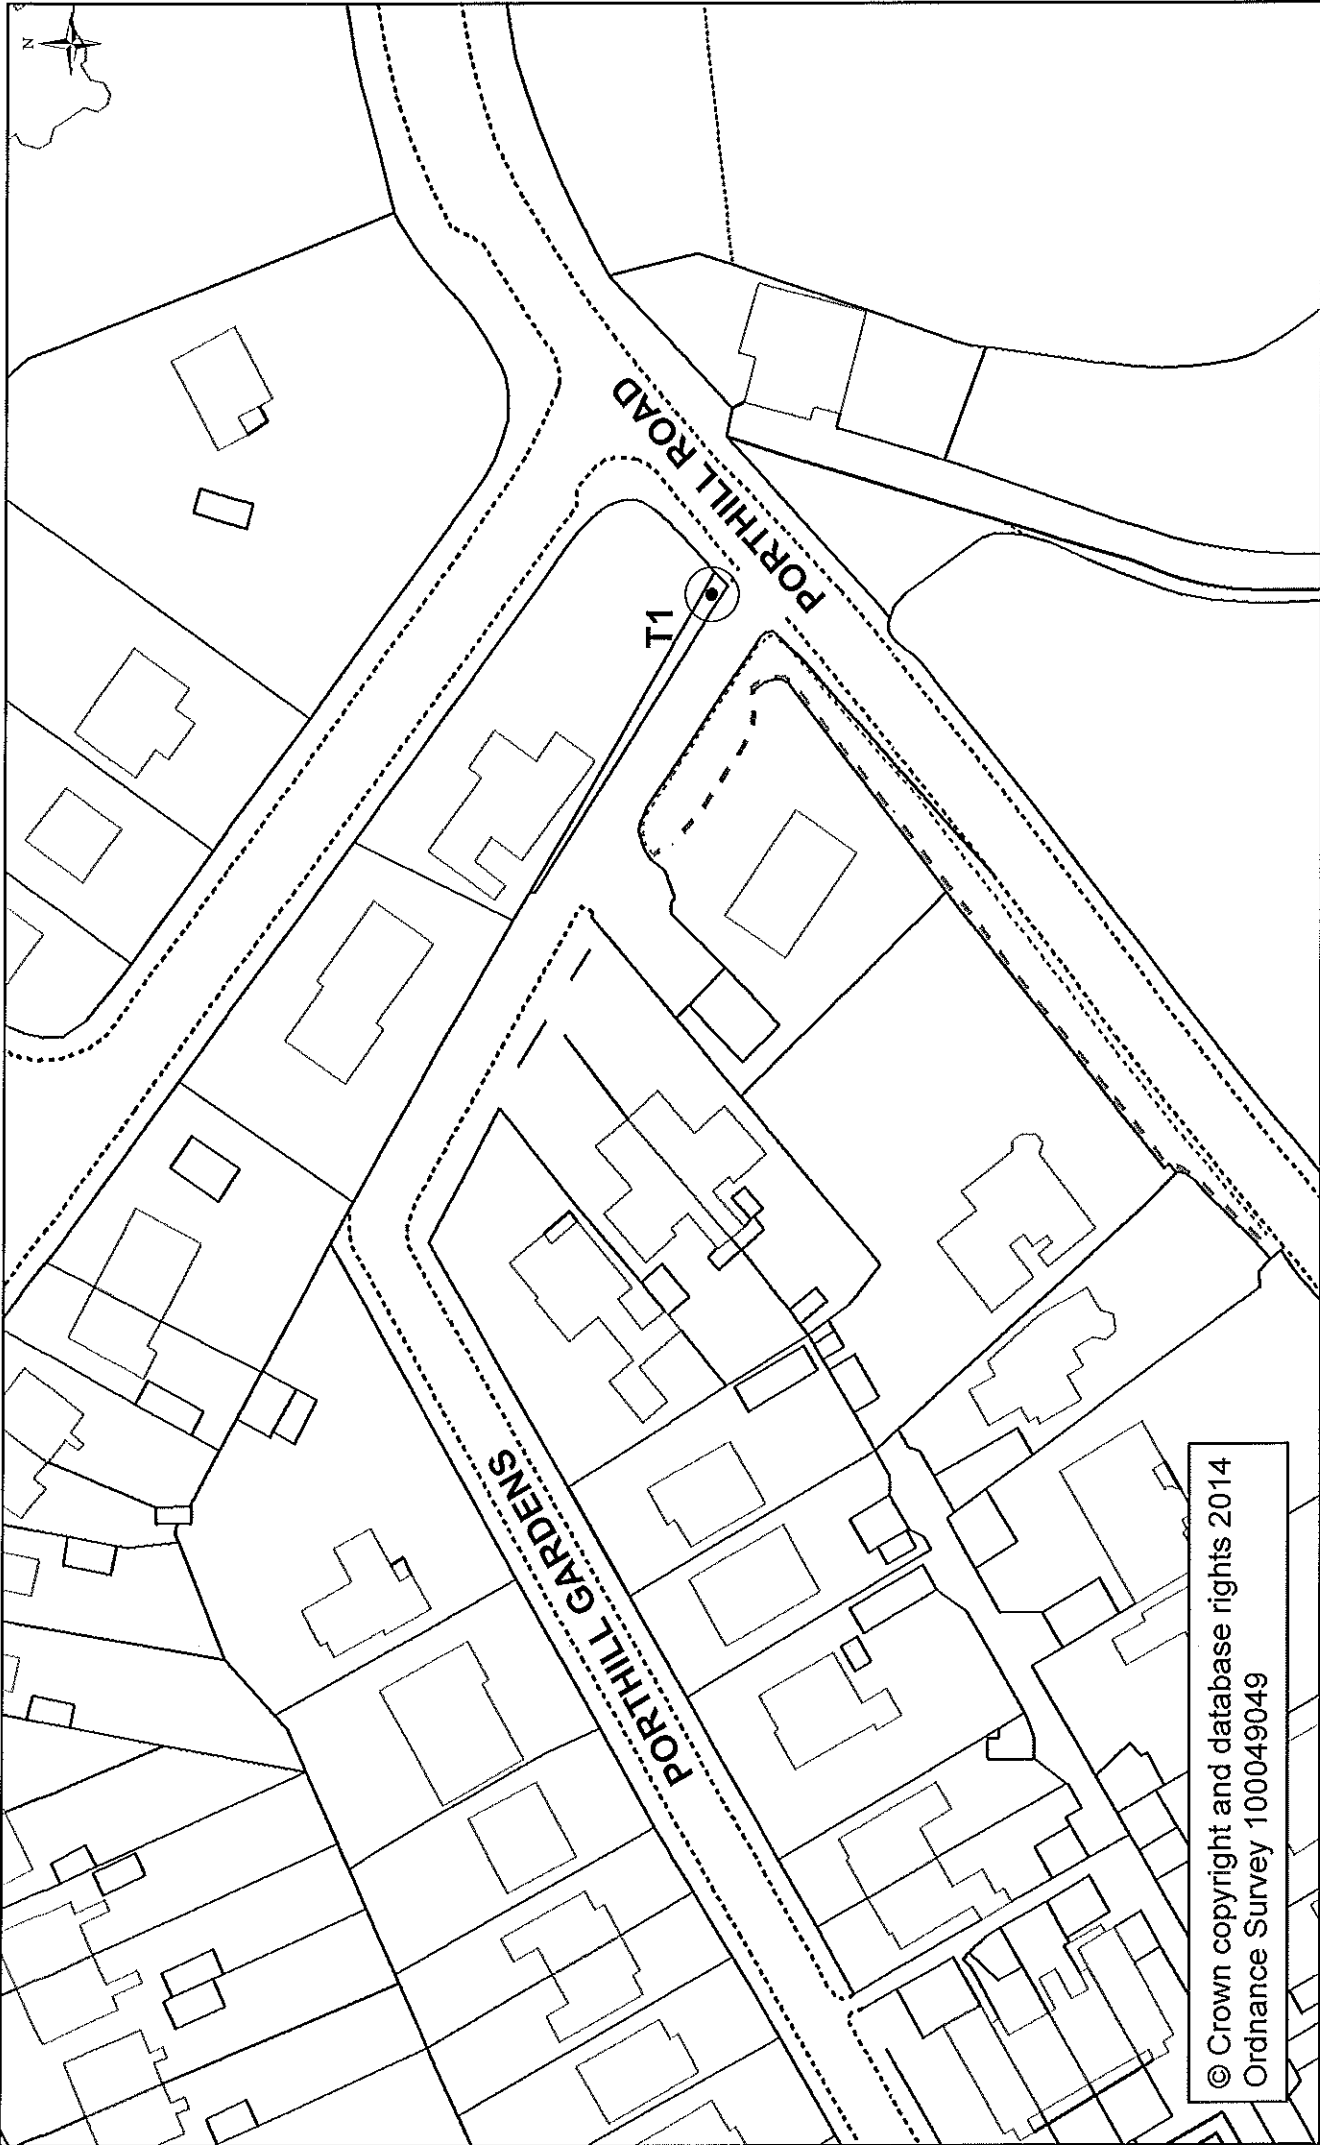 N
PORTHILL ROAD
T1
PORTHILL GARDENS
© Crown copyright and database rights 2014
Ordnance Survey 100049049